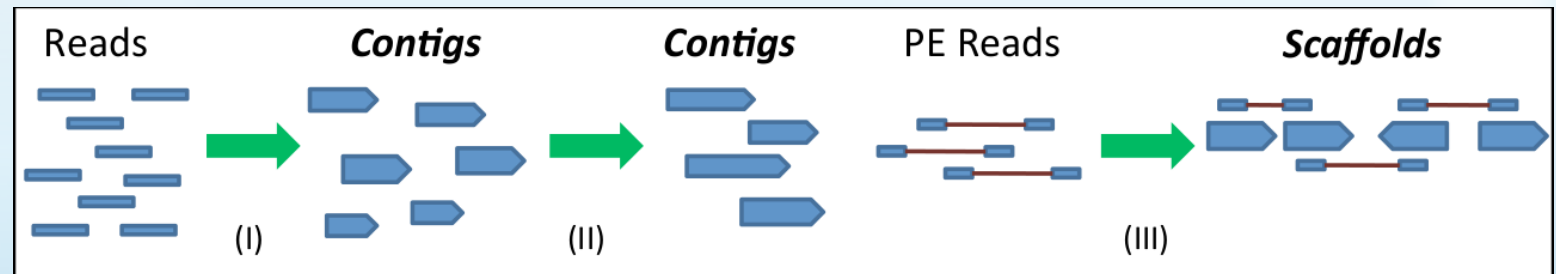 Reads Contigs Contigs PE Reads Scaffolds
(I) (II) (III)